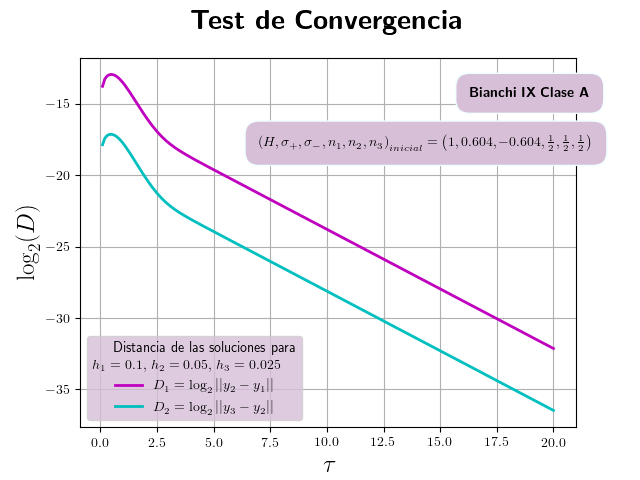 Test de Convergencia
Bianchi IX Clase A
(H, σ₊, σ₋, n₁, n₂, n₃)ᵢₙᵢcᵢₐₗ = (1, 0.604, −0.604, 1/2, 1/2, 1/2)
log₂(D)
−15
−20
−25
−30
−35
Distancia de las soluciones para
h₁ = 0.1, h₂ = 0.05, h₃ = 0.025
D₁ = log₂||y₂ − y₁||
D₂ = log₂||y₃ − y₂||
0.0 2.5 5.0 7.5 10.0 12.5 15.0 17.5 20.0
τ